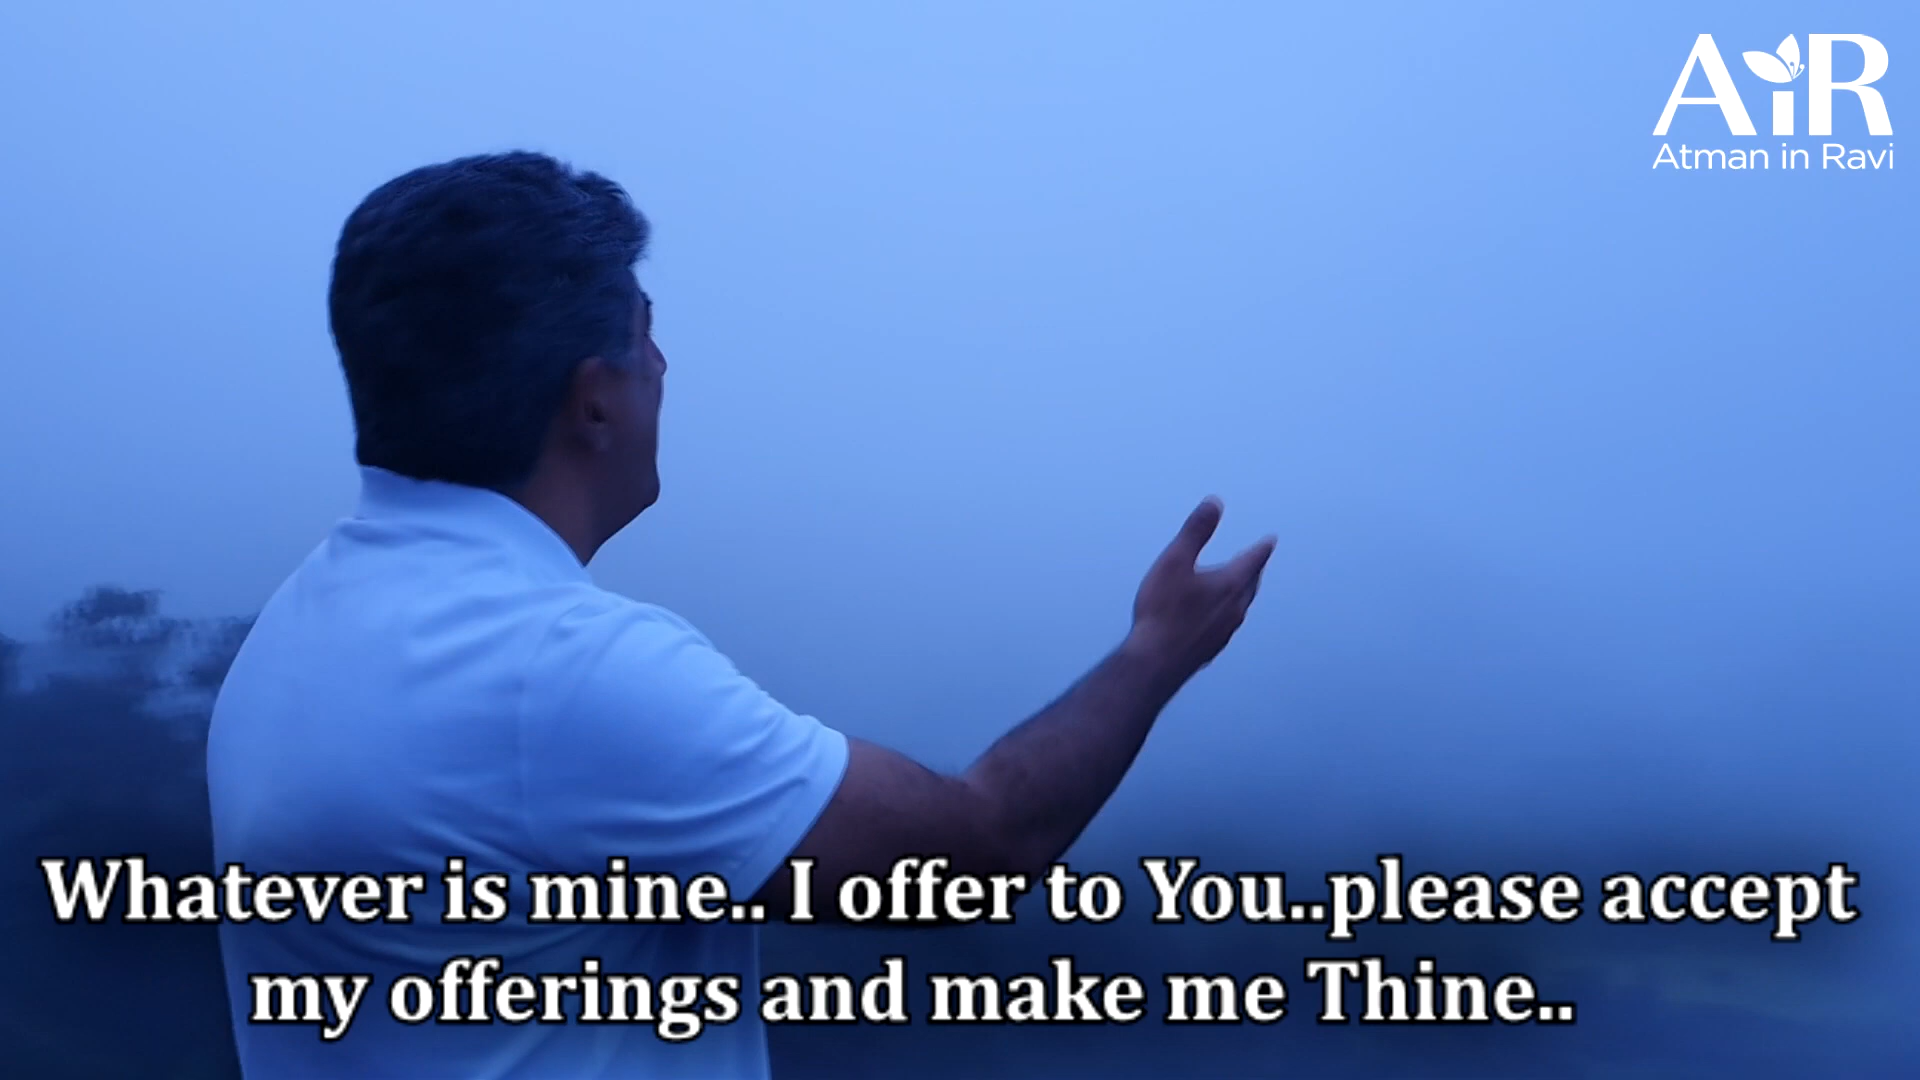 AiR
Atman in Ravi
Whatever is mine.. I offer to You..please accept
my offerings and make me Thine..